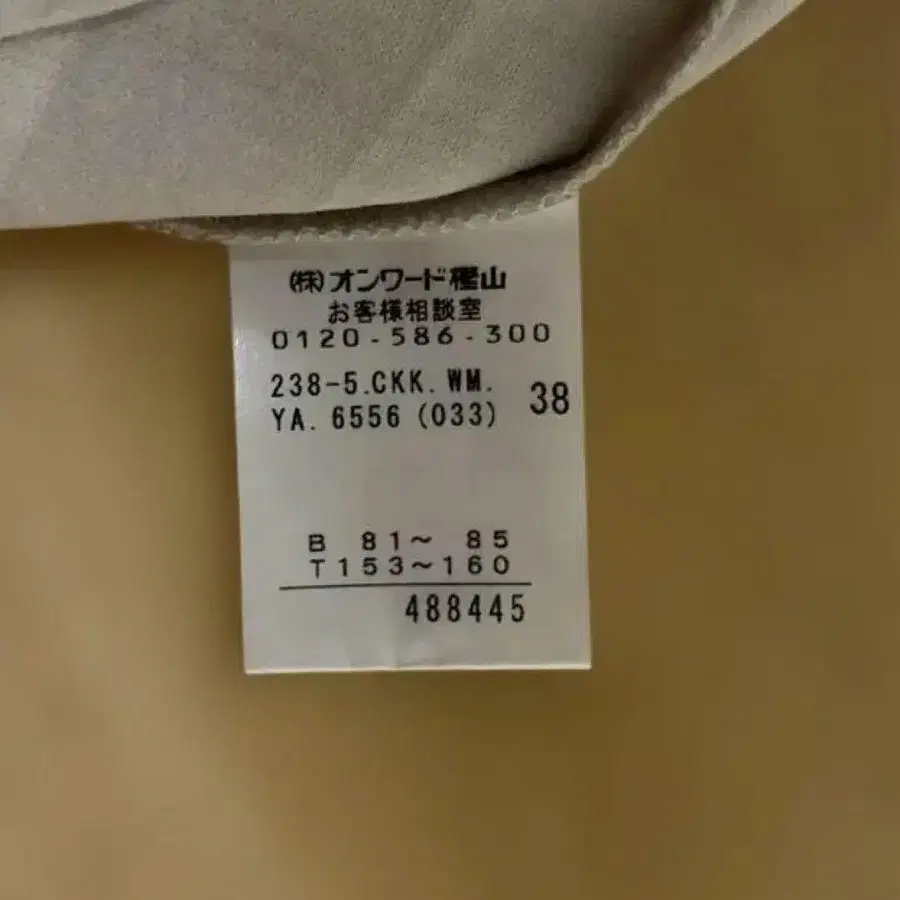 (株)オンワード樫山
お客様相談室
0120-586-300
238-5.CKK.WM.
YA.6556(033) 38
B 81~ 85
T153~160
488445